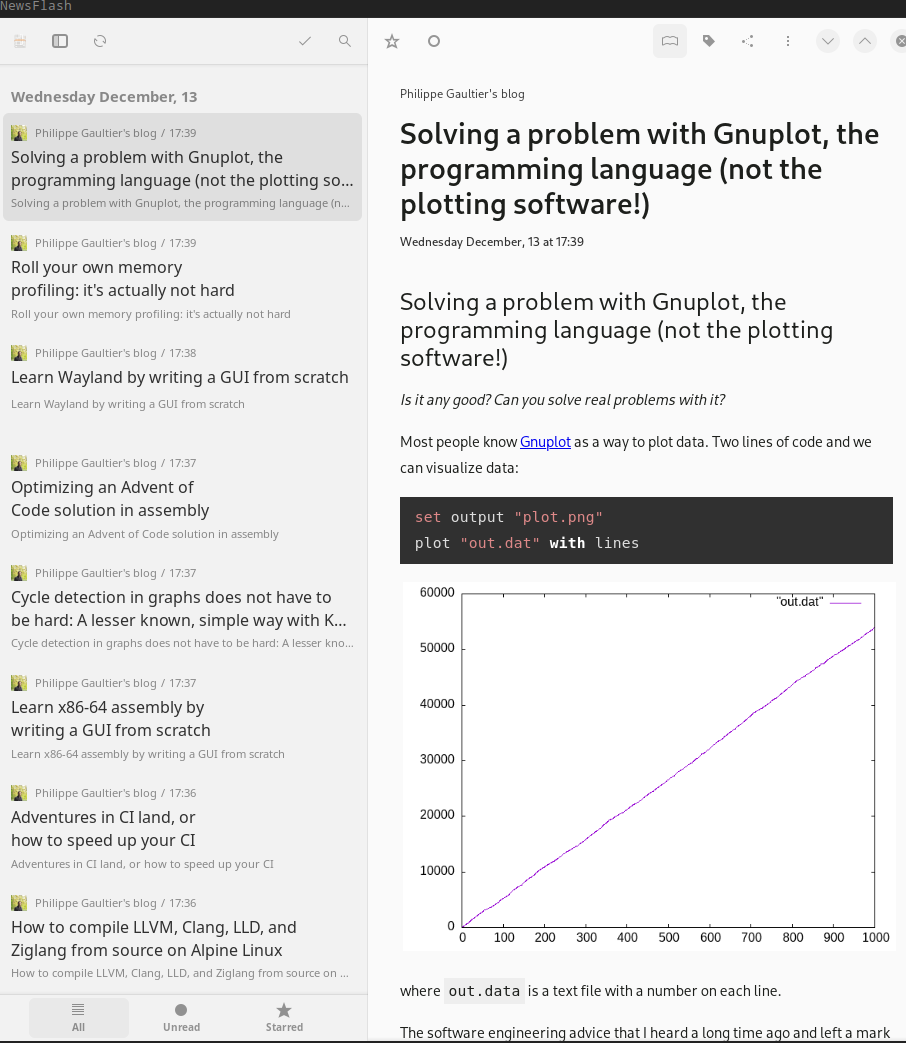 NewsFlash
Wednesday December, 13
Philippe Gaultier's blog / 17:39
Solving a problem with Gnuplot, the
programming language (not the plotting so...
Solving a problem with Gnuplot, the programming language (n...
Philippe Gaultier's blog / 17:39
Roll your own memory
profiling: it's actually not hard
Roll your own memory profiling: it's actually not hard
Philippe Gaultier's blog / 17:38
Learn Wayland by writing a GUI from scratch
Learn Wayland by writing a GUI from scratch
Philippe Gaultier's blog / 17:37
Optimizing an Advent of
Code solution in assembly
Optimizing an Advent of Code solution in assembly
Philippe Gaultier's blog / 17:37
Cycle detection in graphs does not have to
be hard: A lesser known, simple way with K...
Cycle detection in graphs does not have to be hard: A lesser kno...
Philippe Gaultier's blog / 17:37
Learn x86-64 assembly by
writing a GUI from scratch
Learn x86-64 assembly by writing a GUI from scratch
Philippe Gaultier's blog / 17:36
Adventures in CI land, or
how to speed up your CI
Adventures in CI land, or how to speed up your CI
Philippe Gaultier's blog / 17:36
How to compile LLVM, Clang, LLD, and
Ziglang from source on Alpine Linux
How to compile LLVM, Clang, LLD, and Ziglang from source on ...
All
Unread
Starred
Philippe Gaultier's blog
Solving a problem with Gnuplot, the
programming language (not the
plotting software!)
Wednesday December, 13 at 17:39
Solving a problem with Gnuplot, the
programming language (not the plotting
software!)
Is it any good? Can you solve real problems with it?
Most people know Gnuplot as a way to plot data. Two lines of code and we
can visualize data:
set output "plot.png"
plot "out.dat" with lines
60000
"out.dat"
50000
40000
30000
20000
10000
0
0 100 200 300 400 500 600 700 800 900 1000
where out.data is a text file with a number on each line.
The software engineering advice that I heard a long time ago and left a mark